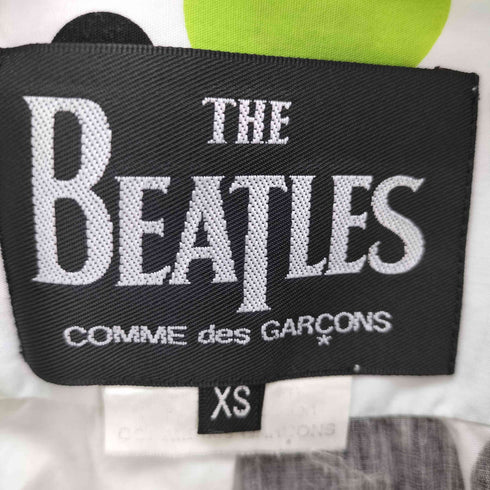 THE
BEATLES
COMME des GARÇONS
*
XS